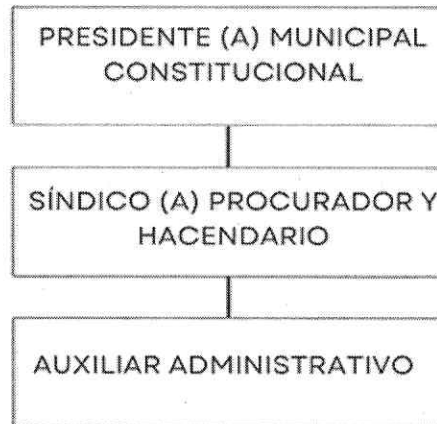 PRESIDENTE (A) MUNICIPAL
CONSTITUCIONAL
SÍNDICO (A) PROCURADOR Y
HACENDARIO
AUXILIAR ADMINISTRATIVO